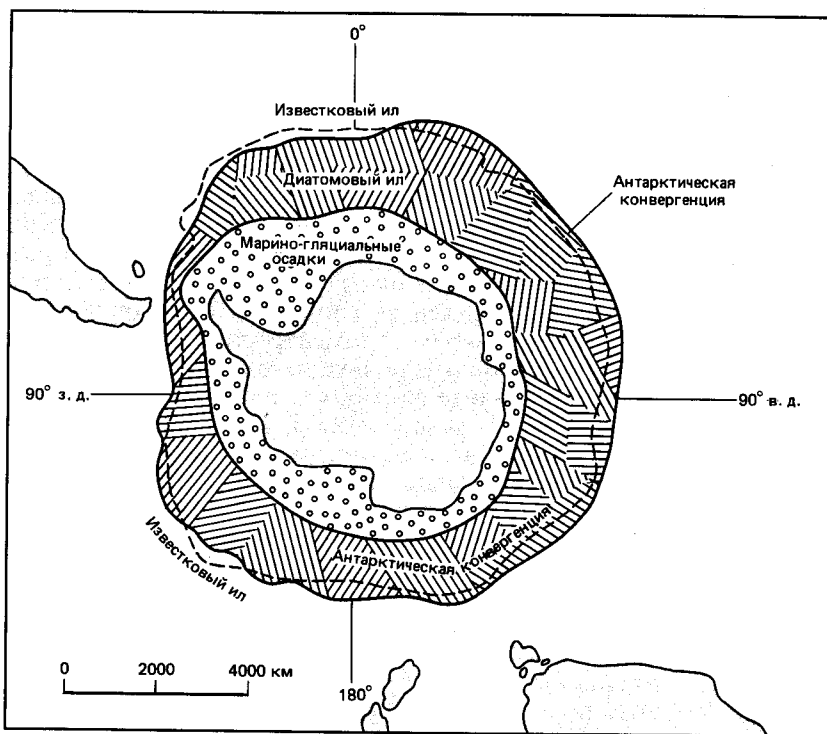 0°
Известковый ил
Диатомовый ил
Антарктическая
конвергенция
Марино-гляциальные
осадки
90° з. д.
90° в. д.
Известковый ил
Антарктическая конвергенция
0 2000 4000 км
180°